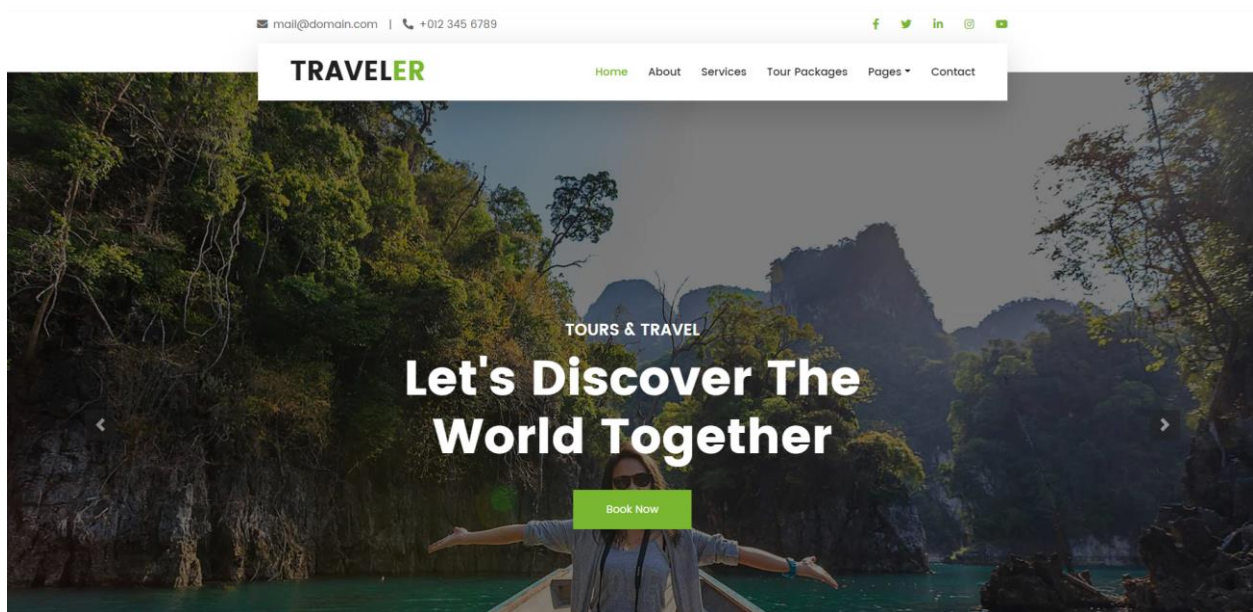 mail@domain.com | +012 345 6789
TRAVELER
Home About Services Tour Packages Pages Contact
TOURS & TRAVEL
Let's Discover The
World Together
Book Now